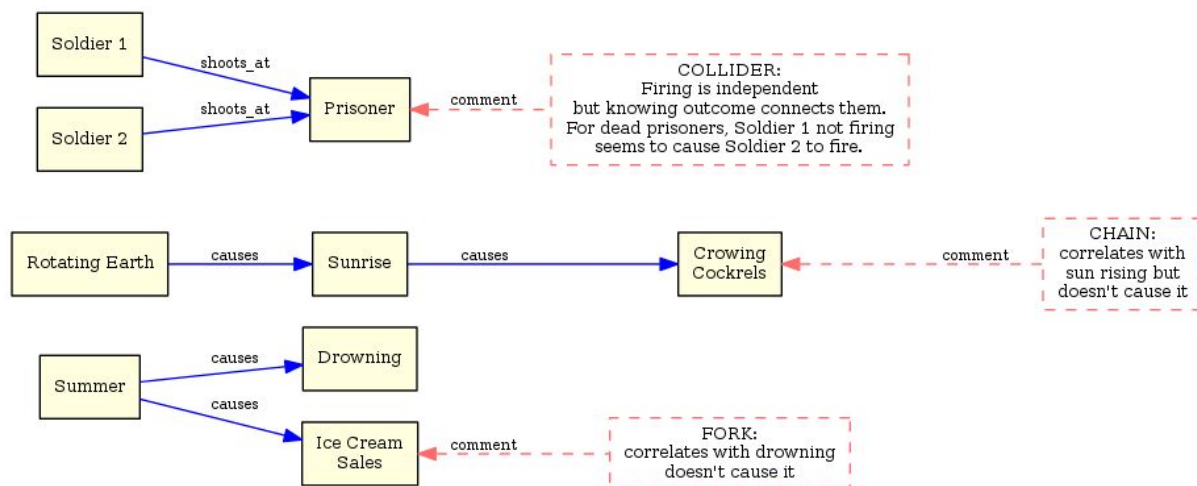 Soldier 1
shoots_at
Soldier 2
shoots_at
Prisoner
comment
COLLIDER:
Firing is independent
but knowing outcome connects them.
For dead prisoners, Soldier 1 not firing
seems to cause Soldier 2 to fire.
Rotating Earth
causes
Sunrise
causes
Crowing
Cockrels
comment
CHAIN:
correlates with
sun rising but
doesn't cause it
Summer
causes
Drowning
causes
Ice Cream
Sales
comment
FORK:
correlates with drowning
doesn't cause it